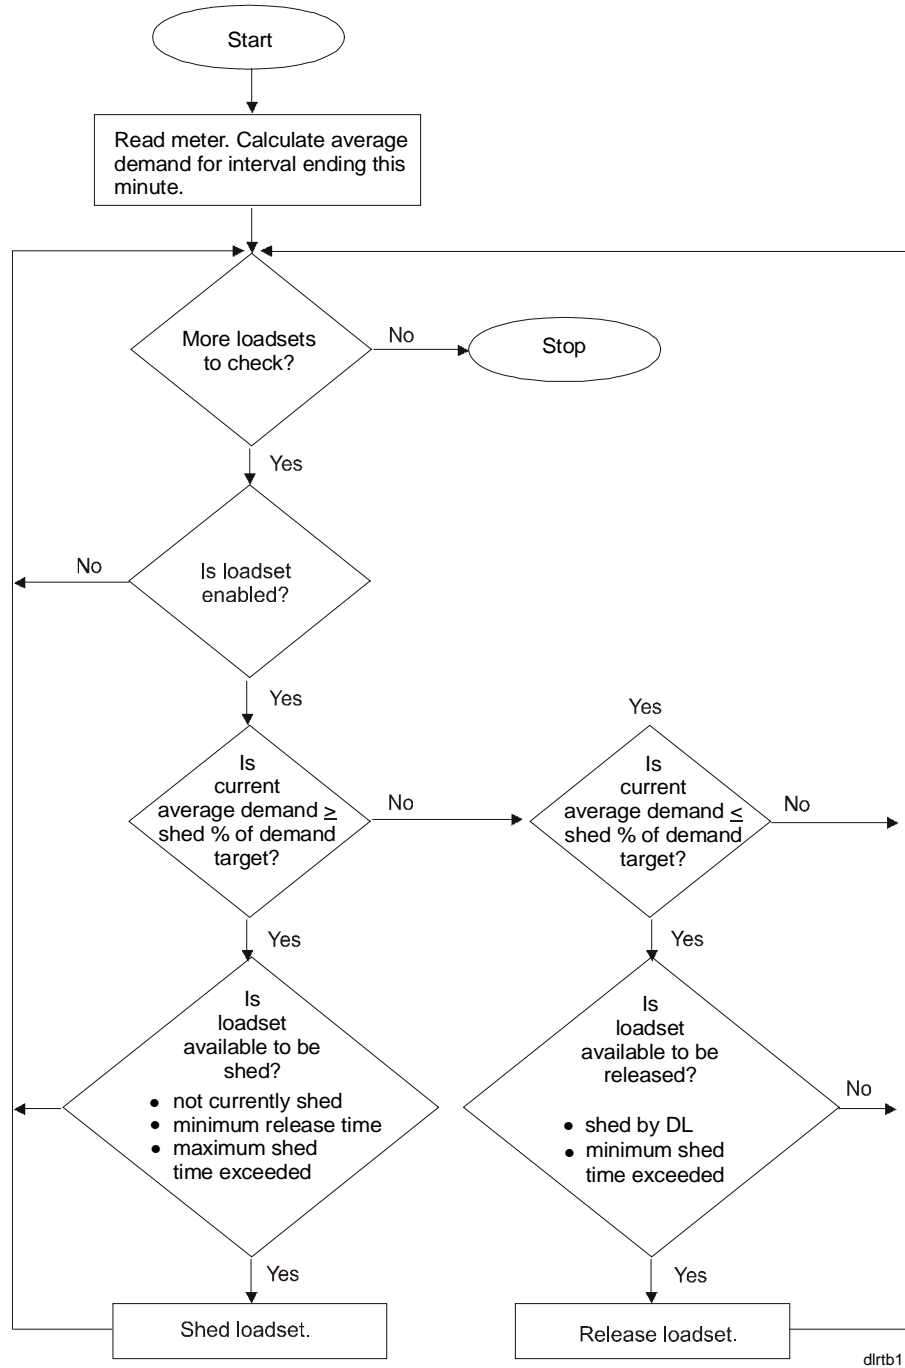 Start
Read meter. Calculate average
demand for interval ending this
minute.
More loadsets
to check?
No
Stop
Yes
Is loadset
enabled?
No
Yes
Is
current
average demand ≥
shed % of demand
target?
No
Yes
Is
current
average demand ≤
shed % of demand
target?
No
Yes
Yes
Is
loadset
available to be
shed?
• not currently shed
• minimum release time
• maximum shed
time exceeded
Is
loadset
available to be
released?
• shed by DL
• minimum shed
time exceeded
No
Yes
Yes
Shed loadset.
Release loadset.
dlrtb1